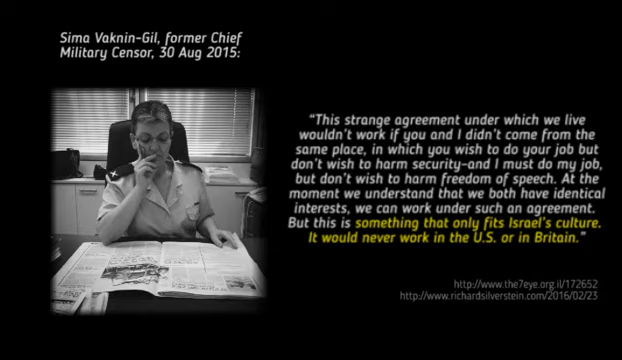 Sima Vaknin-Gil, former Chief
Military Censor, 30 Aug 2015:
"This strange agreement under which we live
wouldn't work if you and I didn't come from the
same place, in which you wish to do your job but
don't wish to harm security-and I must do my job,
but don't wish to harm freedom of speech. At the
moment we understand that we both have identical
interests, we can work under such an agreement.
But this is something that only fits Israel's culture.
It would never work in the U.S. or in Britain."
http://www.the7eye.org.il/172652
http://www.richardsilverstein.com/2016/02/23